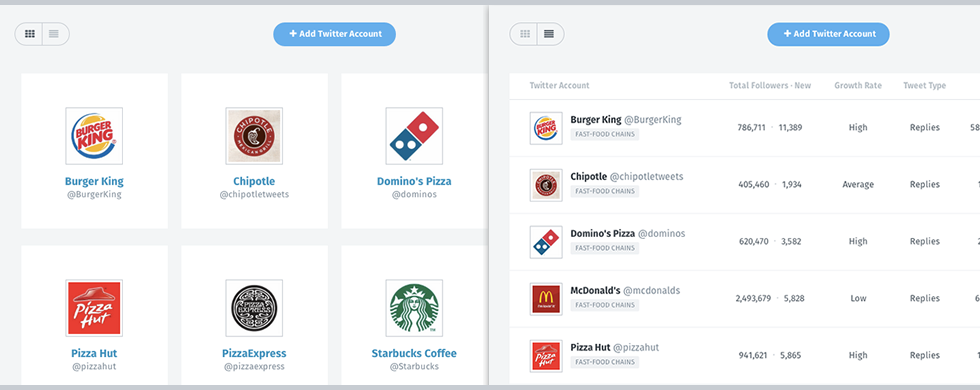 + Add Twitter Account
BURGER KING
Burger King
@BurgerKing
CHIPOTLE
MEXICAN GRILL
Chipotle
@chipotletweets
Domino's Pizza
@dominos
Pizza Hut
Pizza Hut
@pizzahut
PIZZA EXPRESS
PizzaExpress
@pizzaexpress
Starbucks Coffee
@Starbucks
+ Add Twitter Account
Twitter Account Total Followers · New Growth Rate Tweet Type
BURGER KING
Burger King @BurgerKing
FAST-FOOD CHAINS
786,711 · 11,389 High Replies 58
Chipotle @chipotletweets
FAST-FOOD CHAINS
405,460 · 1,934 Average Replies 1
Domino's Pizza @dominos
FAST-FOOD CHAINS
620,470 · 3,582 High Replies 2
McDonald's @mcdonalds
FAST-FOOD CHAINS
2,493,679 · 5,828 Low Replies 6
Pizza Hut
Pizza Hut @pizzahut
FAST-FOOD CHAINS
941,621 · 5,865 High Replies 1